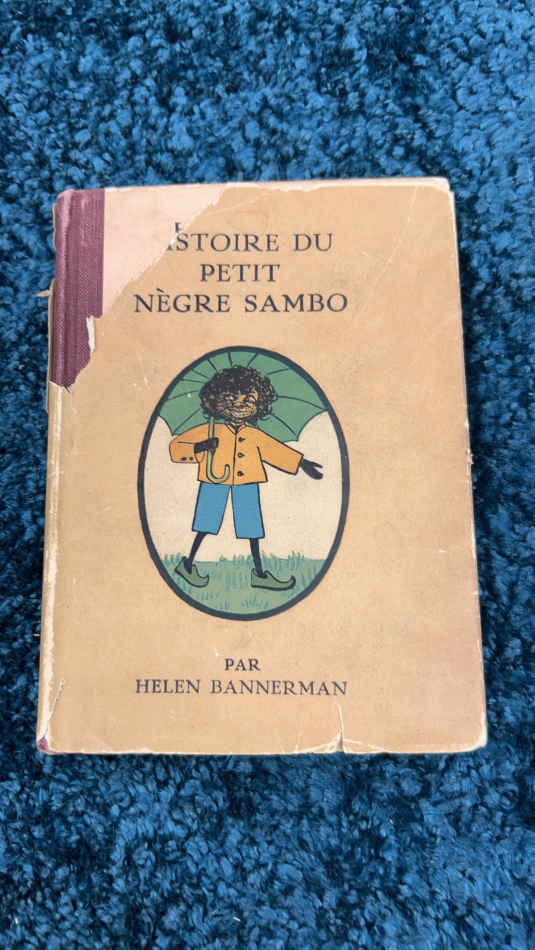 ISTOIRE DU
PETIT
NÈGRE SAMBO
PAR
HELEN BANNERMAN